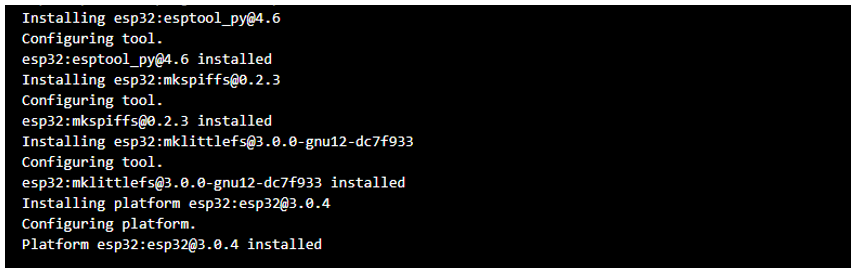 Installing esp32:esptool_py@4.6
Configuring tool.
esp32:esptool_py@4.6 installed
Installing esp32:mkspiffs@0.2.3
Configuring tool.
esp32:mkspiffs@0.2.3 installed
Installing esp32:mklittlefs@3.0.0-gnu12-dc7f933
Configuring tool.
esp32:mklittlefs@3.0.0-gnu12-dc7f933 installed
Installing platform esp32:esp32@3.0.4
Configuring platform.
Platform esp32:esp32@3.0.4 installed